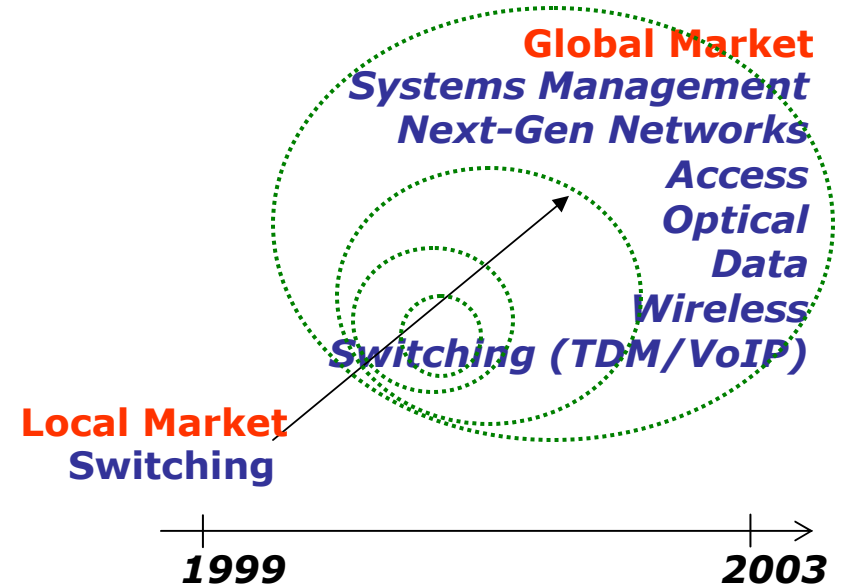 Global Market
Systems Management
Next-Gen Networks
Access
Optical
Data
Wireless
Switching (TDM/VoIP)
Local Market
Switching
1999
2003